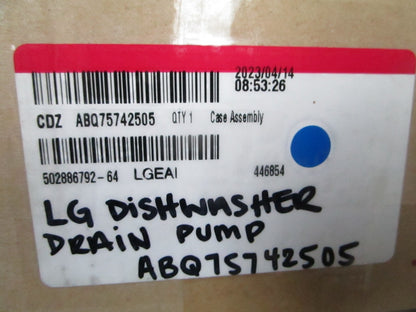 2023/04/14
08:53:26
CDZ ABQ75742505 QTY 1 Case Assembly
502886792-64 LGEAI 446854
LG DISHWASHER
DRAIN PUMP
ABQ75742505